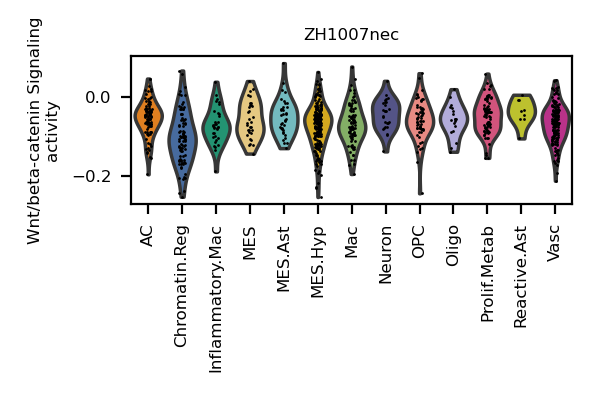 ZH1007nec
Wnt/beta-catenin Signaling
activity
0.0
−0.2
AC
Chromatin.Reg
Inflammatory.Mac
MES
MES.Ast
MES.Hyp
Mac
Neuron
OPC
Oligo
Prolif.Metab
Reactive.Ast
Vasc